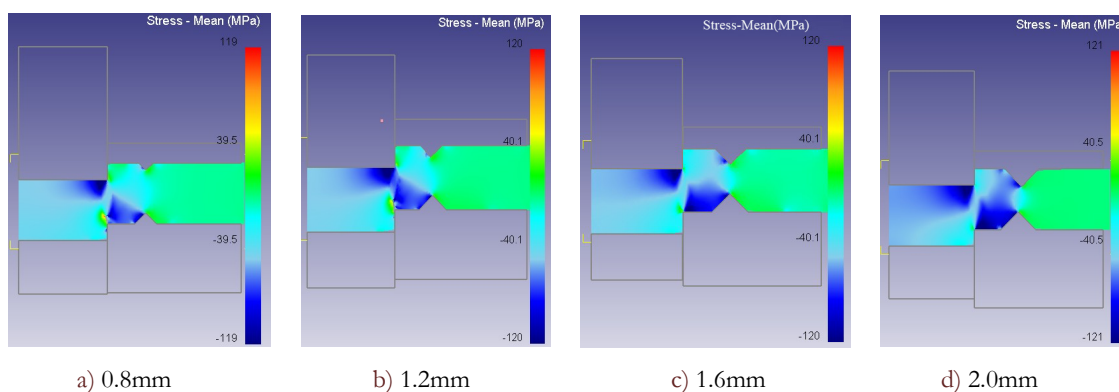 Stress - Mean (MPa)
119
39.5
-39.5
-119
Stress - Mean (MPa)
120
40.1
-40.1
-120
Stress-Mean(MPa)
120
40.1
-40.1
-120
Stress - Mean (MPa)
121
40.5
-40.5
-121
a) 0.8mm
b) 1.2mm
c) 1.6mm
d) 2.0mm